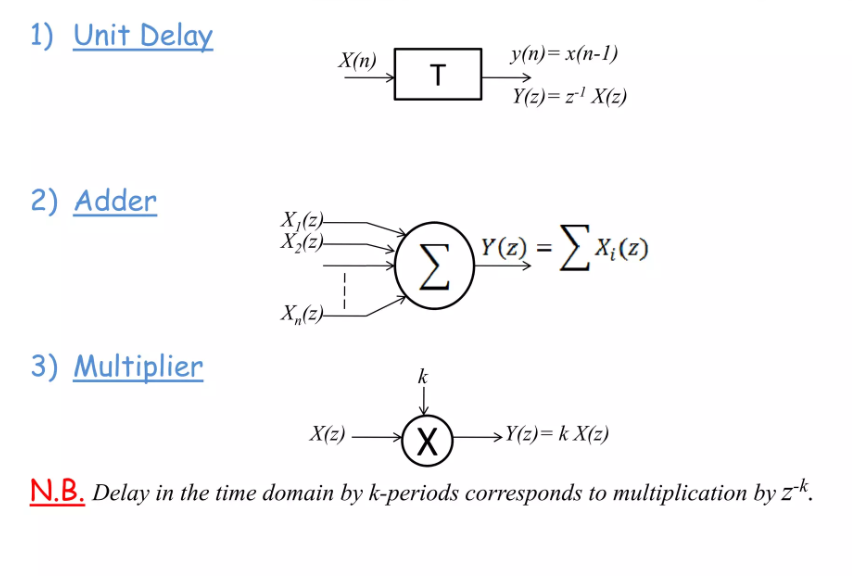 1) Unit Delay
X(n)
T
y(n)= x(n-1)
Y(z)= z⁻¹ X(z)
2) Adder
X₁(z)
X₂(z)
Xₙ(z)
∑
Y(z) = ∑ Xᵢ(z)
3) Multiplier
k
X(z)
X
Y(z)= k X(z)
N.B. Delay in the time domain by k-periods corresponds to multiplication by z⁻ᵏ.